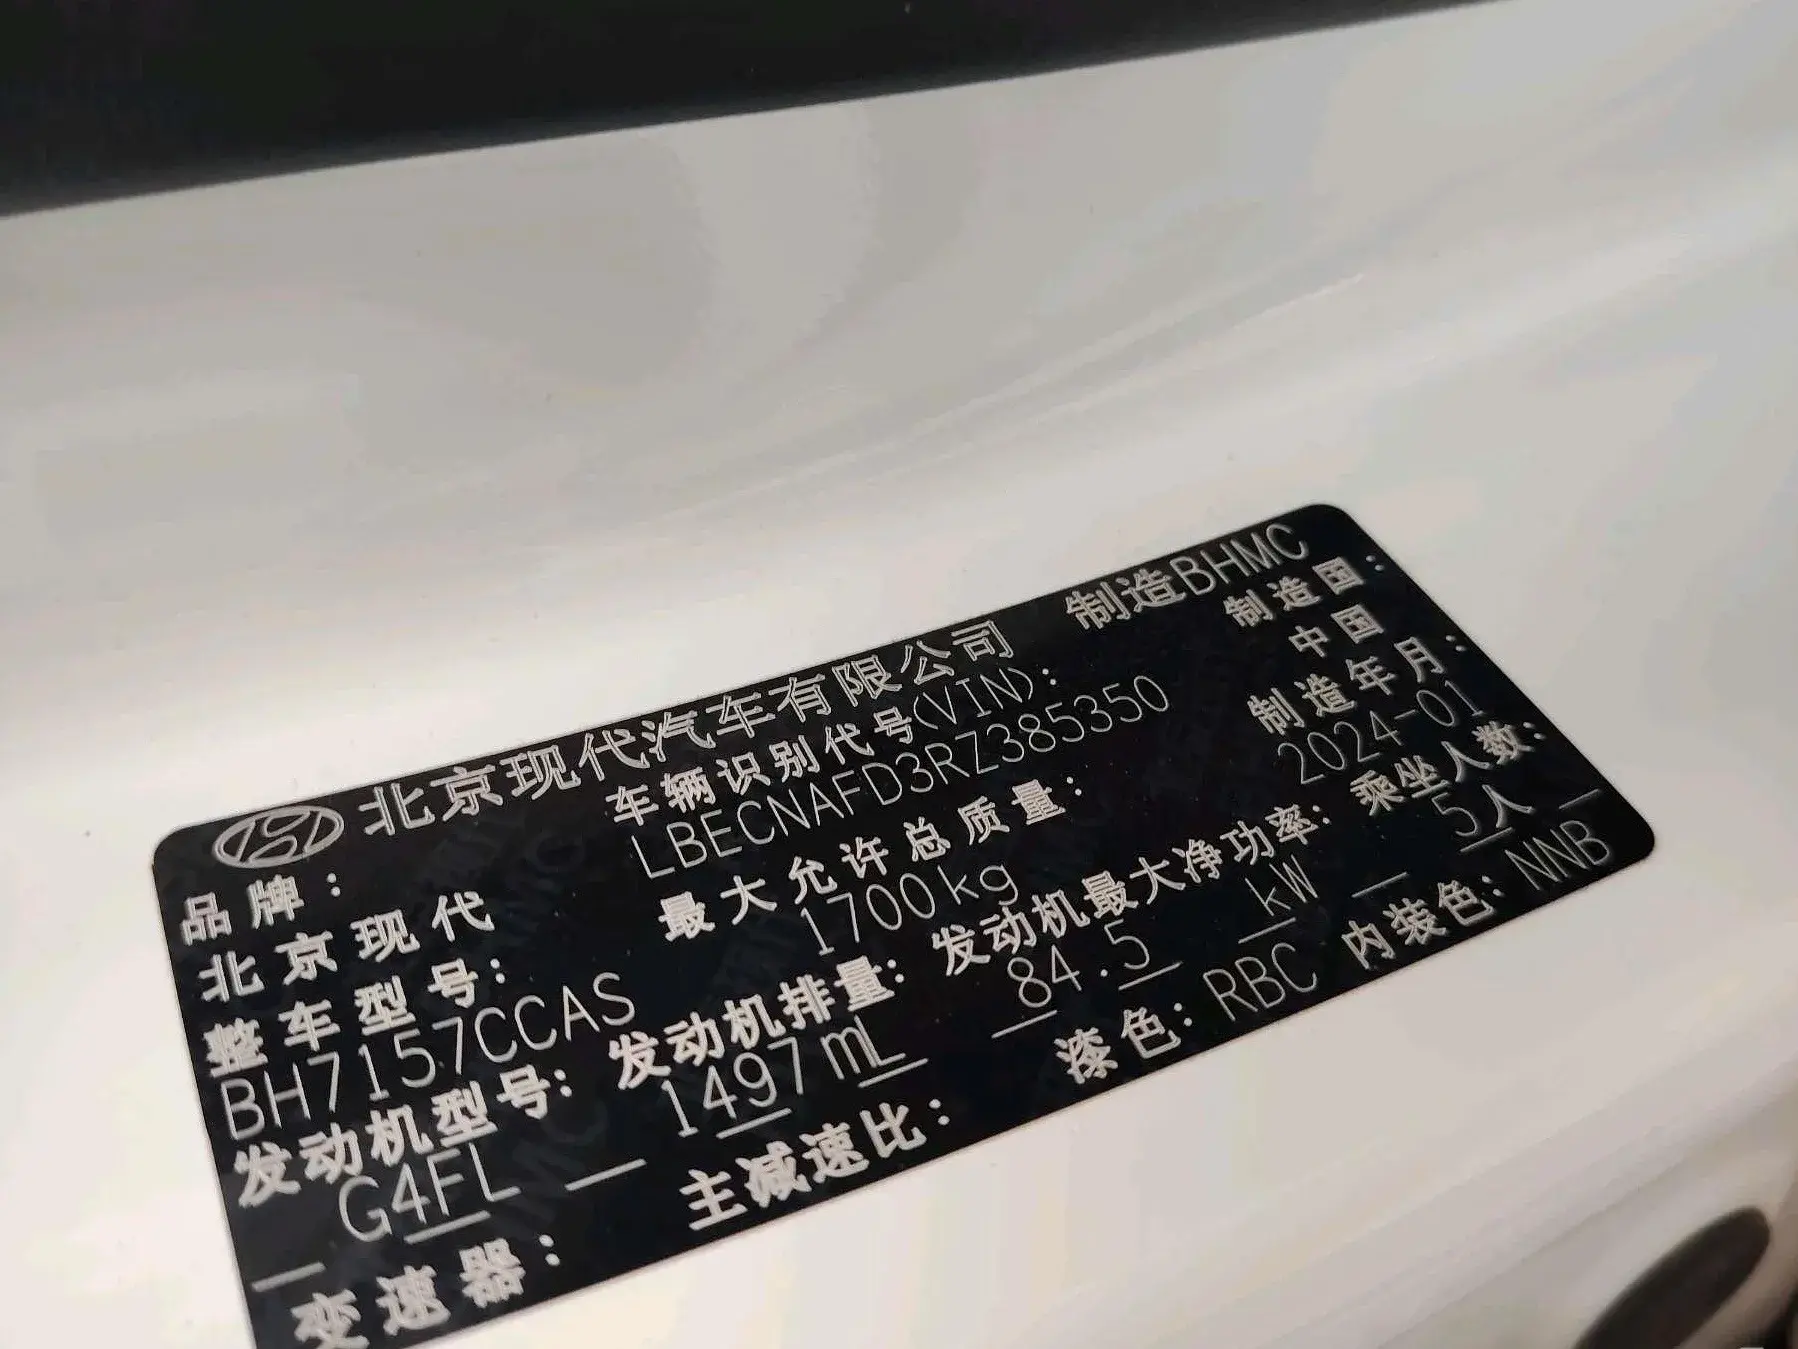 北京现代汽车有限公司 制造BHMC
品牌: 车辆识别代号(VIN): 制造国:
北京现代 LBECNAFD3RZ385350 中国
整车型号: 最大允许总质量: 制造年月:
BH7157CCAS 1700kg 2024-01
发动机型号: 发动机排量: 发动机最大净功率: 乘坐人数:
G4FL 1497mL 84.5 kW 5人
变速器: 主减速比: 漆色: RBC 内装色: NNB